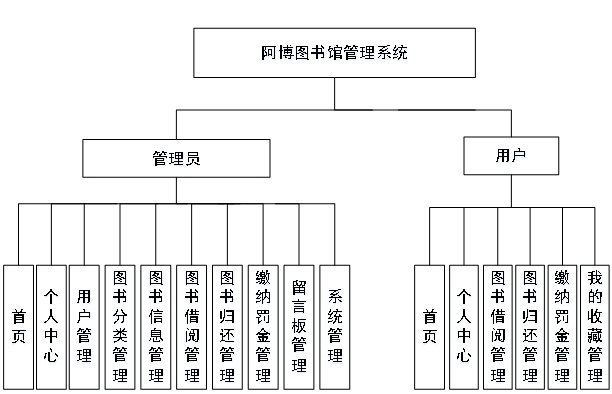 阿博图书馆管理系统
管理员
用户
首页
个人中心
用户管理
图书分类管理
图书信息管理
图书借阅管理
图书归还管理
缴纳罚金管理
留言板管理
系统管理
首页
个人中心
图书借阅管理
图书归还管理
缴纳罚金管理
我的收藏管理